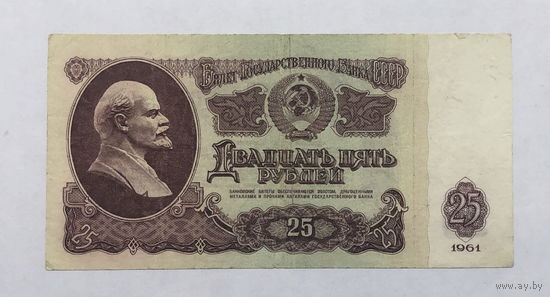 Билет Государственного Банка СССР
Двадцать пять
рублей
БАНКОВСКИЕ БИЛЕТЫ ОБЕСПЕЧИВАЮТСЯ ЗОЛОТОМ, ДРАГОЦЕННЫМИ
МЕТАЛЛАМИ И ПРОЧИМИ АКТИВАМИ ГОСУДАРСТВЕННОГО БАНКА
25
25
25
25
1961
www.ay.by